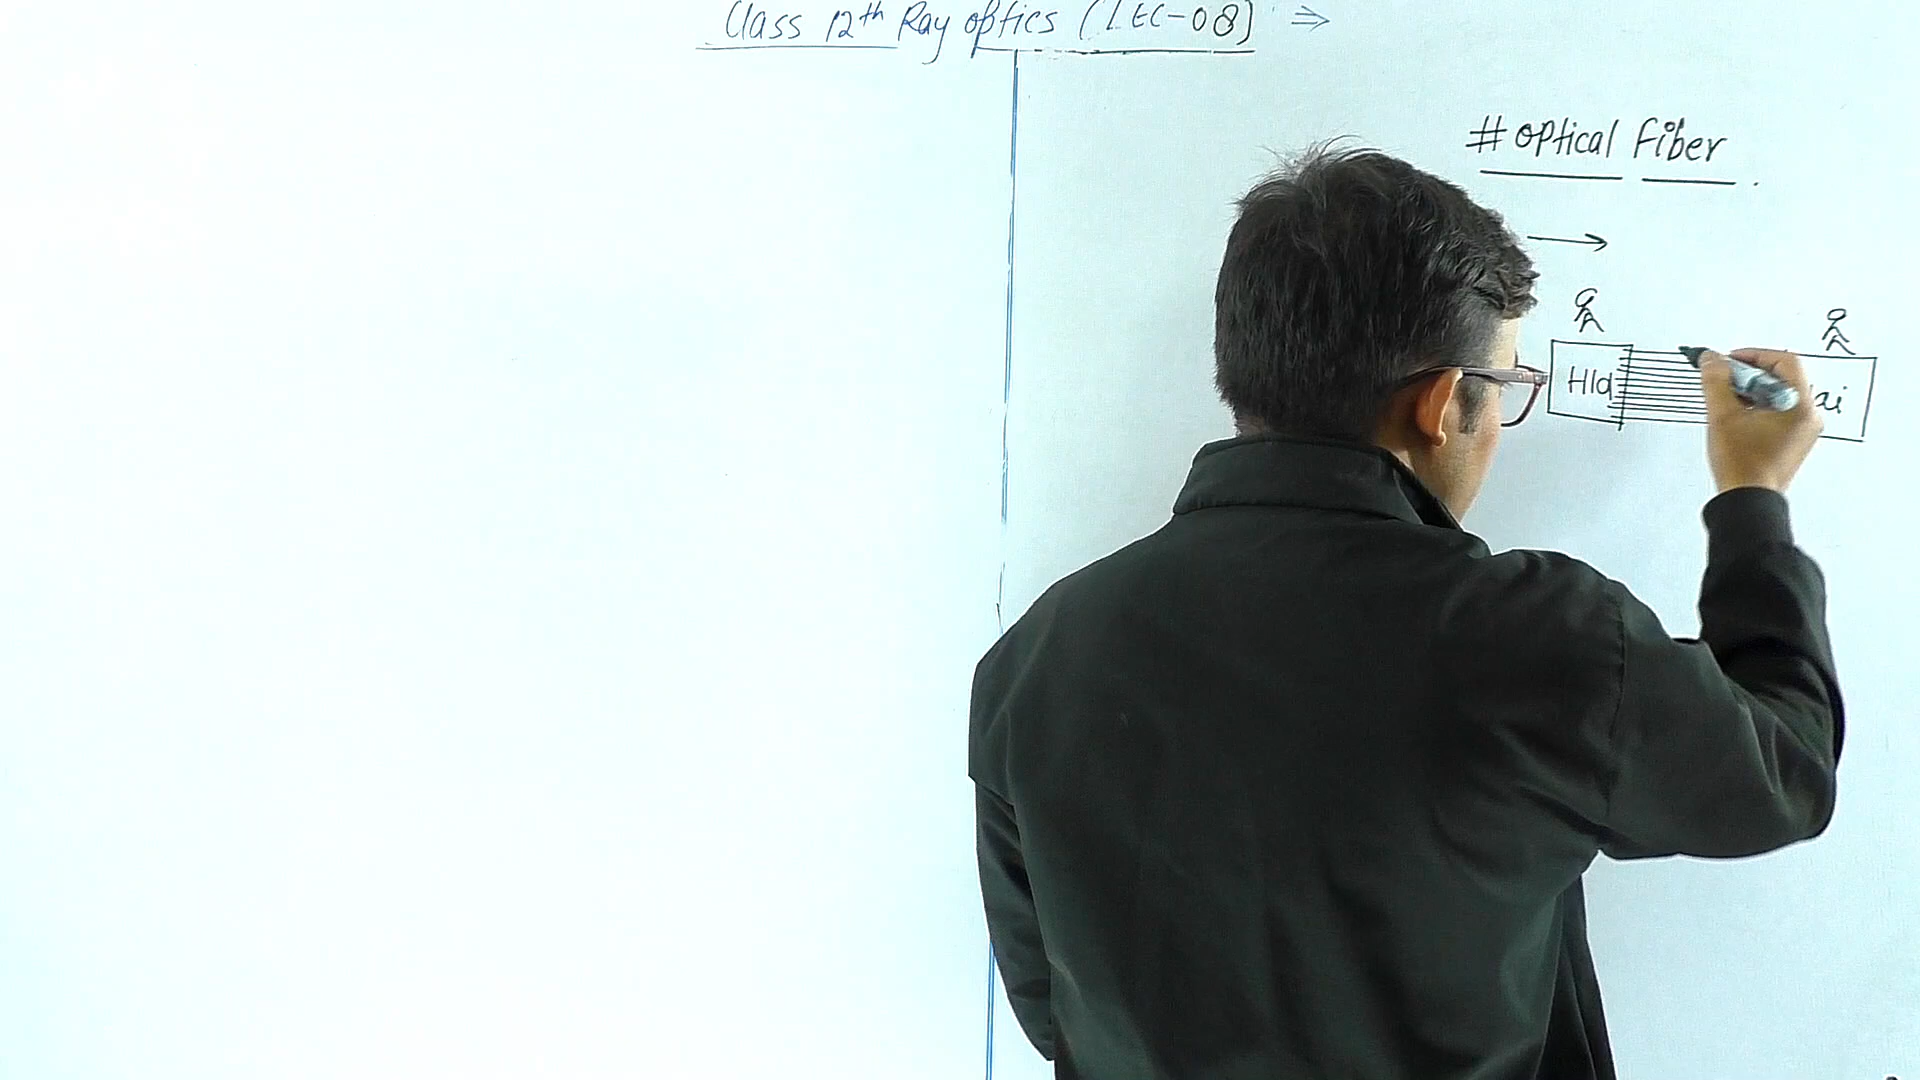 Class 12th Ray optics (LEC-08) ⇒
# optical Fiber
→
Hld